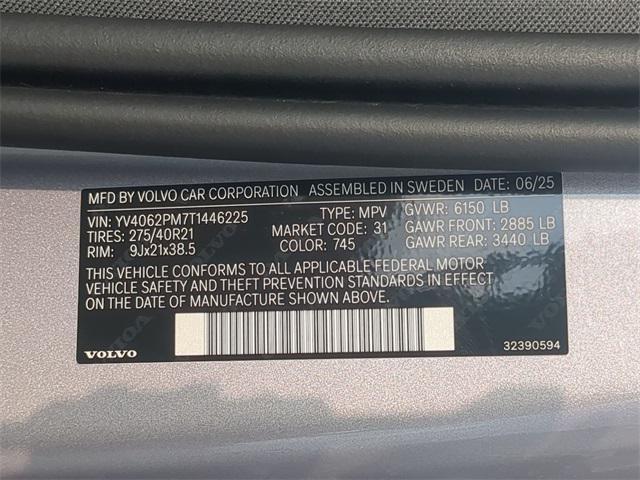 MFD BY VOLVO CAR CORPORATION ASSEMBLED IN SWEDEN DATE: 06/25
VIN: YV4062PM7T1446225 TYPE: MPV GVWR: 6150 LB
TIRES: 275/40R21 MARKET CODE: 31 GAWR FRONT: 2885 LB
RIM: 9Jx21x38.5 COLOR: 745 GAWR REAR: 3440 LB
THIS VEHICLE CONFORMS TO ALL APPLICABLE FEDERAL MOTOR
VEHICLE SAFETY AND THEFT PREVENTION STANDARDS IN EFFECT
ON THE DATE OF MANUFACTURE SHOWN ABOVE.
VOLVO 32390594